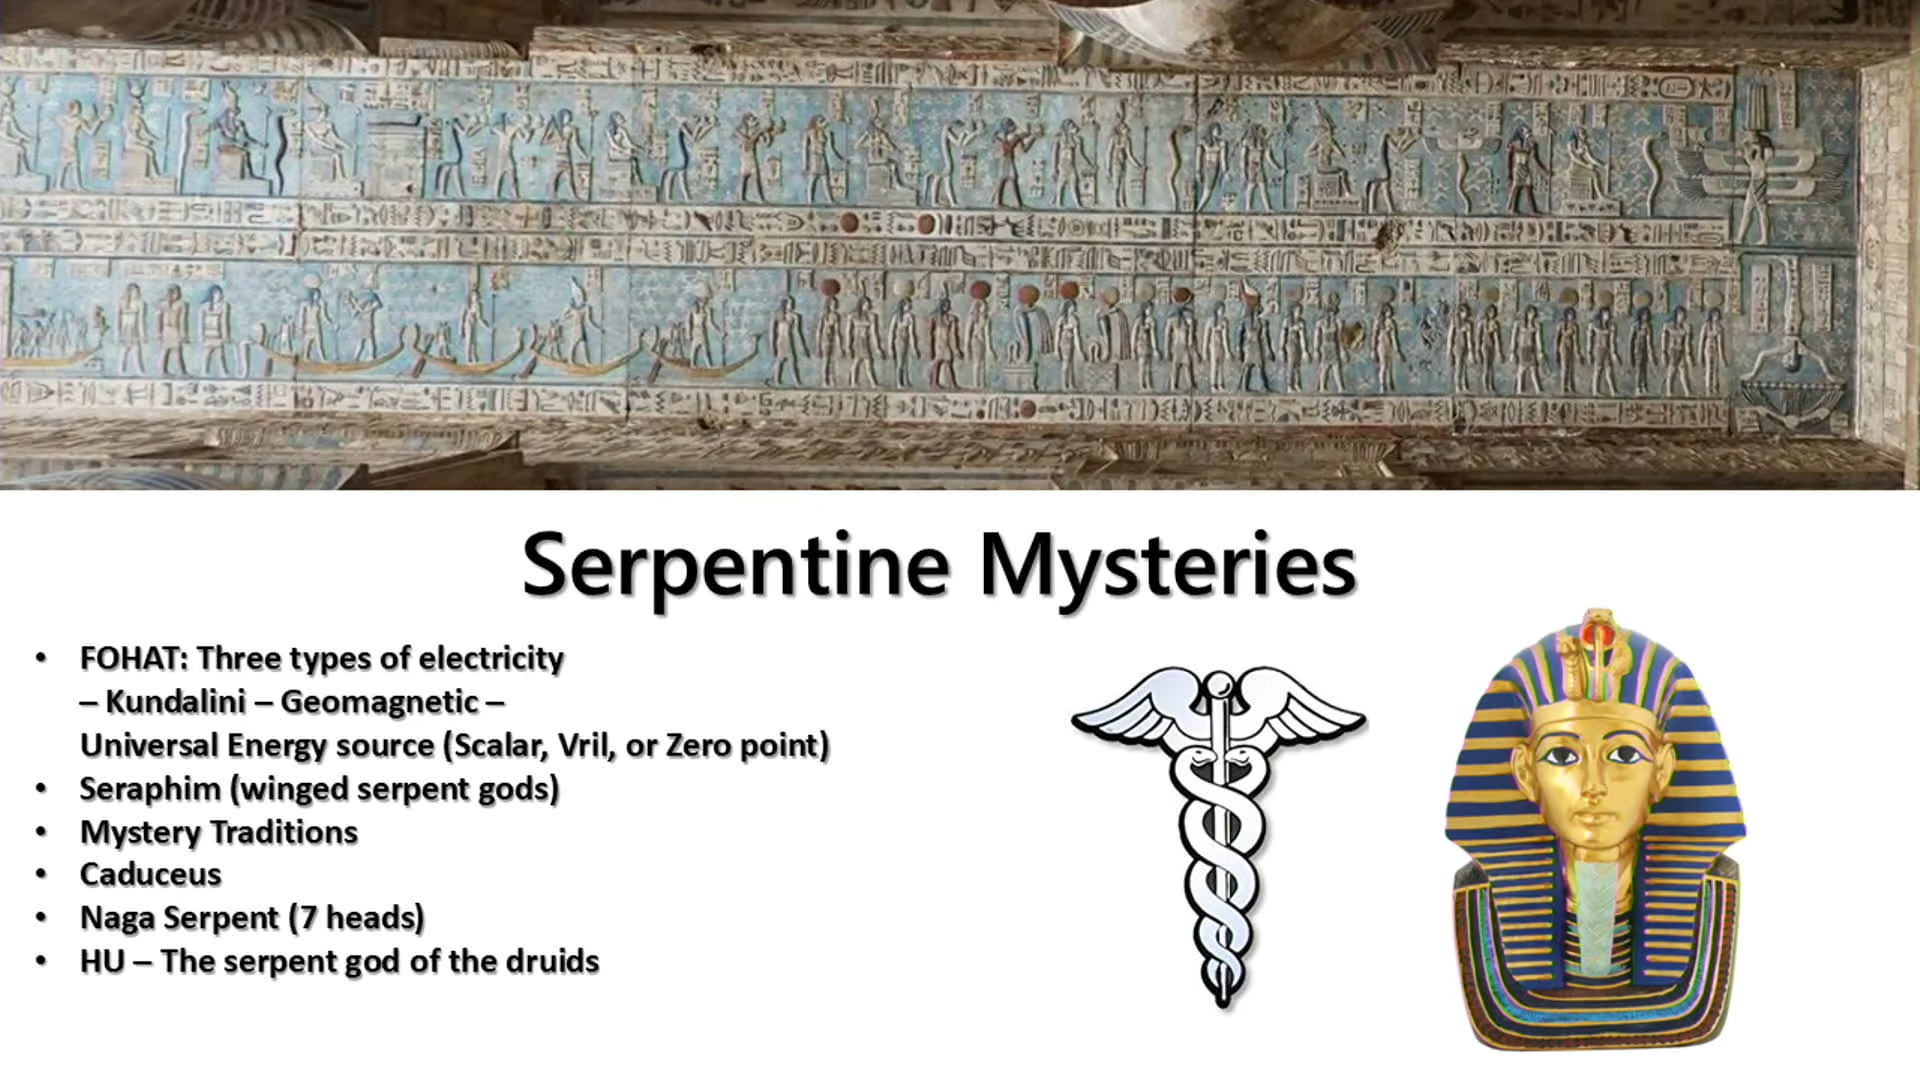 Serpentine Mysteries
• FOHAT: Three types of electricity
– Kundalini – Geomagnetic –
Universal Energy source (Scalar, Vril, or Zero point)
• Seraphim (winged serpent gods)
• Mystery Traditions
• Caduceus
• Naga Serpent (7 heads)
• HU – The serpent god of the druids